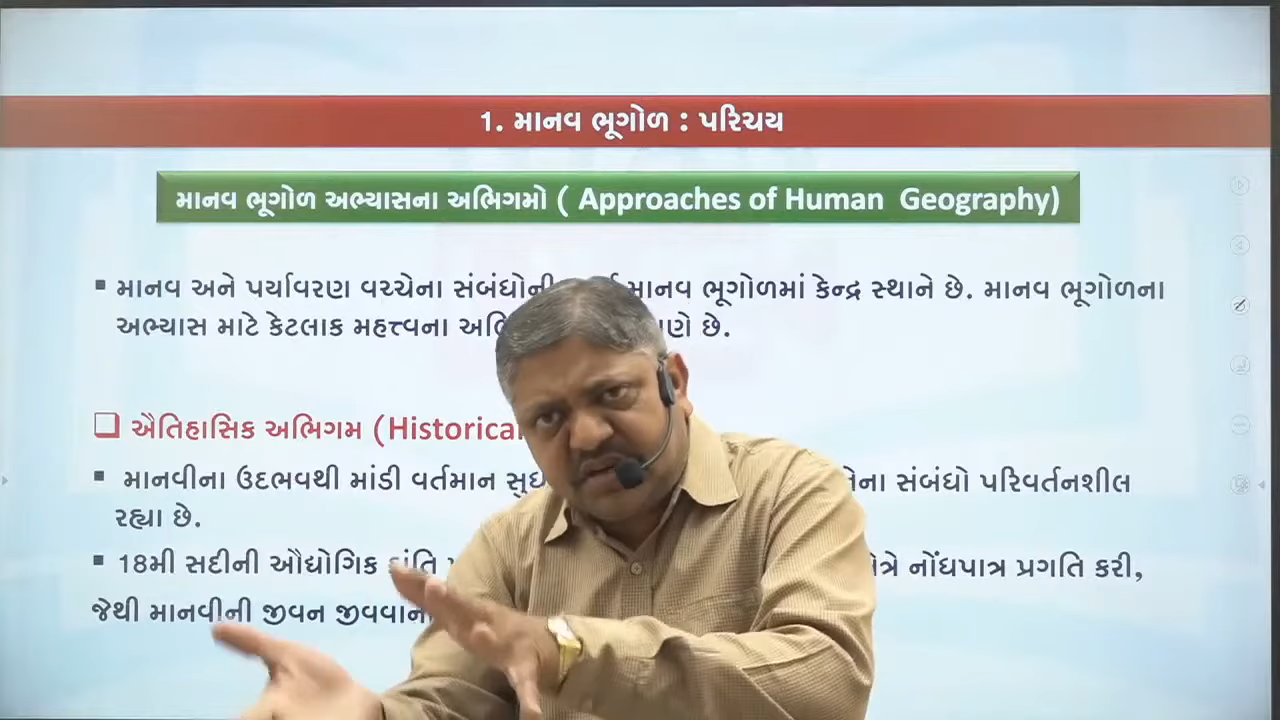 1. માનવ ભૂગોળ : પરિચય
માનવ ભૂગોળ અભ્યાસના અભિગમો ( Approaches of Human Geography)
▪ માનવ અને પર્યાવરણ વચ્ચેના સંબંધોની માનવ ભૂગોળમાં કેન્દ્ર સ્થાને છે. માનવ ભૂગોળના
અભ્યાસ માટે કેટલાક મહત્ત્વના છે.
❑ ઐતિહાસિક અભિગમ (Historical
▪ માનવીના ઉદભવથી માંડી વર્તમાન સંબંધો પરિવર્તનશીલ
રહ્યા છે.
▪ 18મી સદીની ઔદ્યોગિક નોંધપાત્ર પ્રગતિ કરી,
જેથી માનવીની જીવન